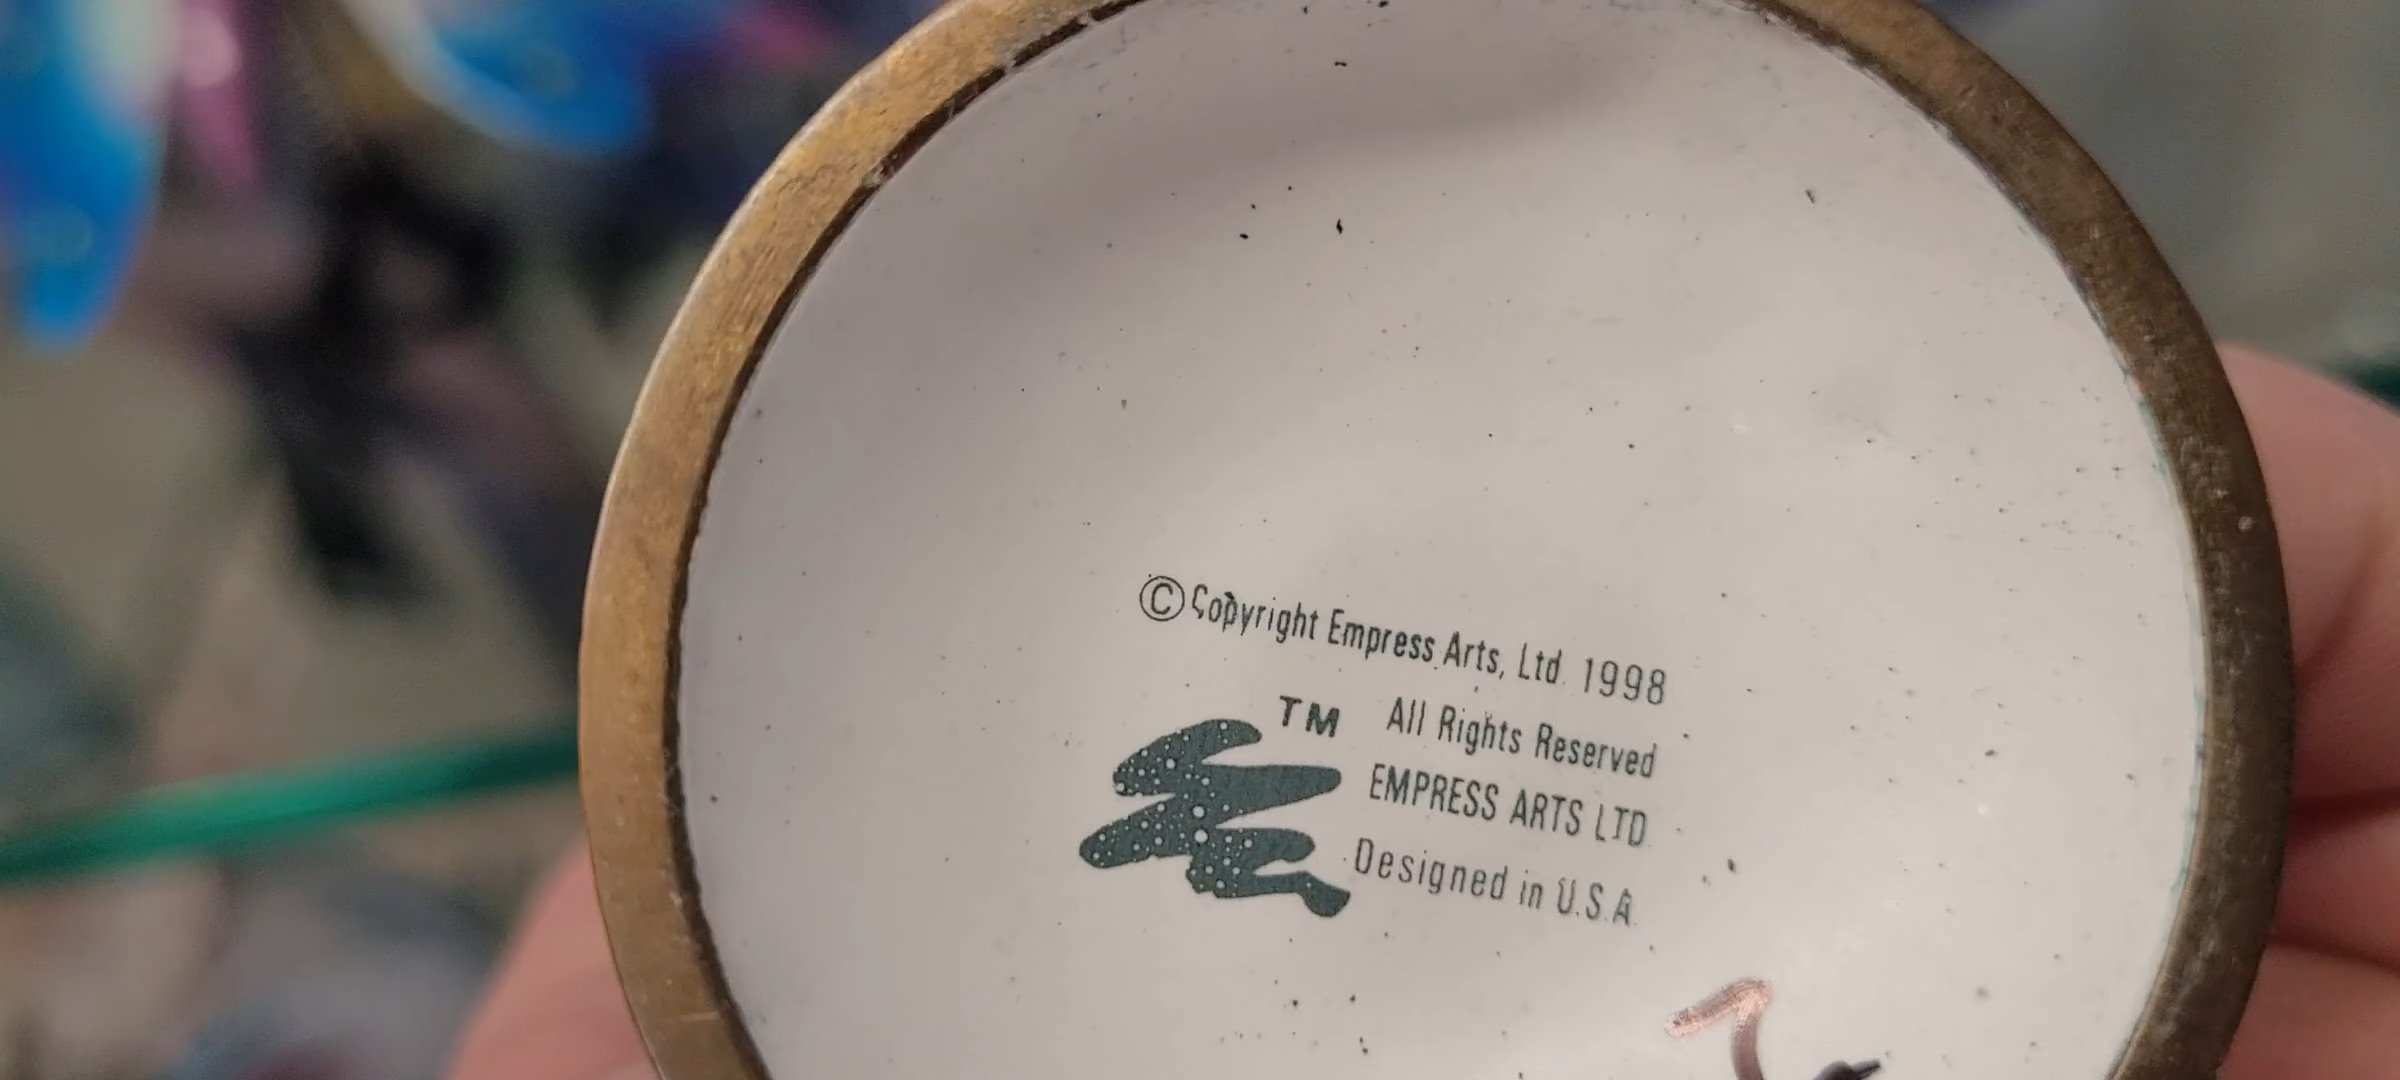 ©Copyright Empress Arts, Ltd. 1998
TM All Rights Reserved
EMPRESS ARTS LTD
Designed in U.S.A.